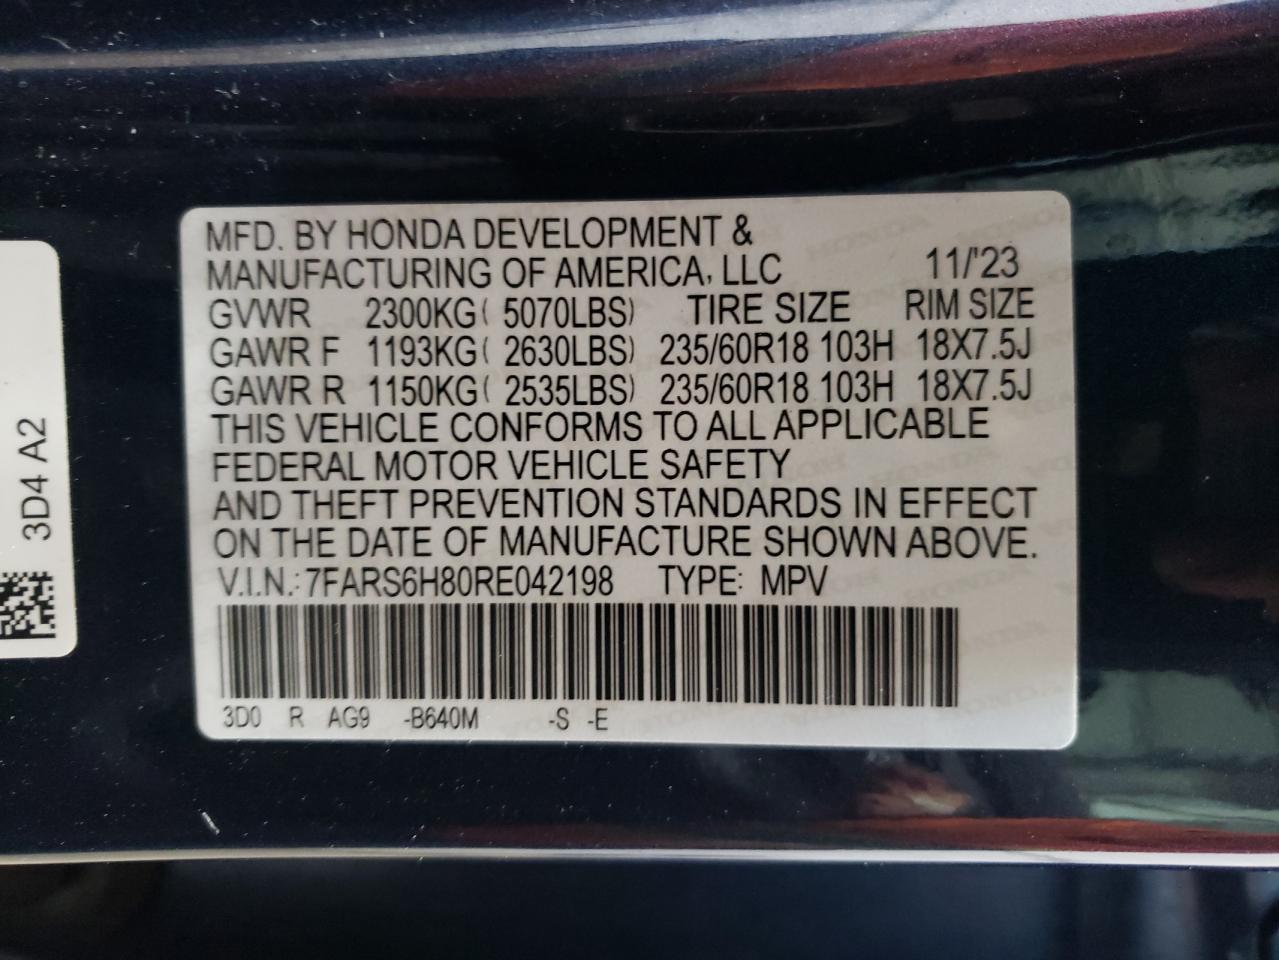 MFD. BY HONDA DEVELOPMENT &
MANUFACTURING OF AMERICA, LLC 11/'23
GVWR 2300KG( 5070LBS) TIRE SIZE RIM SIZE
GAWR F 1193KG( 2630LBS) 235/60R18 103H 18X7.5J
GAWR R 1150KG( 2535LBS) 235/60R18 103H 18X7.5J
THIS VEHICLE CONFORMS TO ALL APPLICABLE
FEDERAL MOTOR VEHICLE SAFETY
AND THEFT PREVENTION STANDARDS IN EFFECT
ON THE DATE OF MANUFACTURE SHOWN ABOVE.
V.I.N.: 7FARS6H80RE042198 TYPE: MPV
3D0 R AG9 -B640M -S -E
3D4 A2